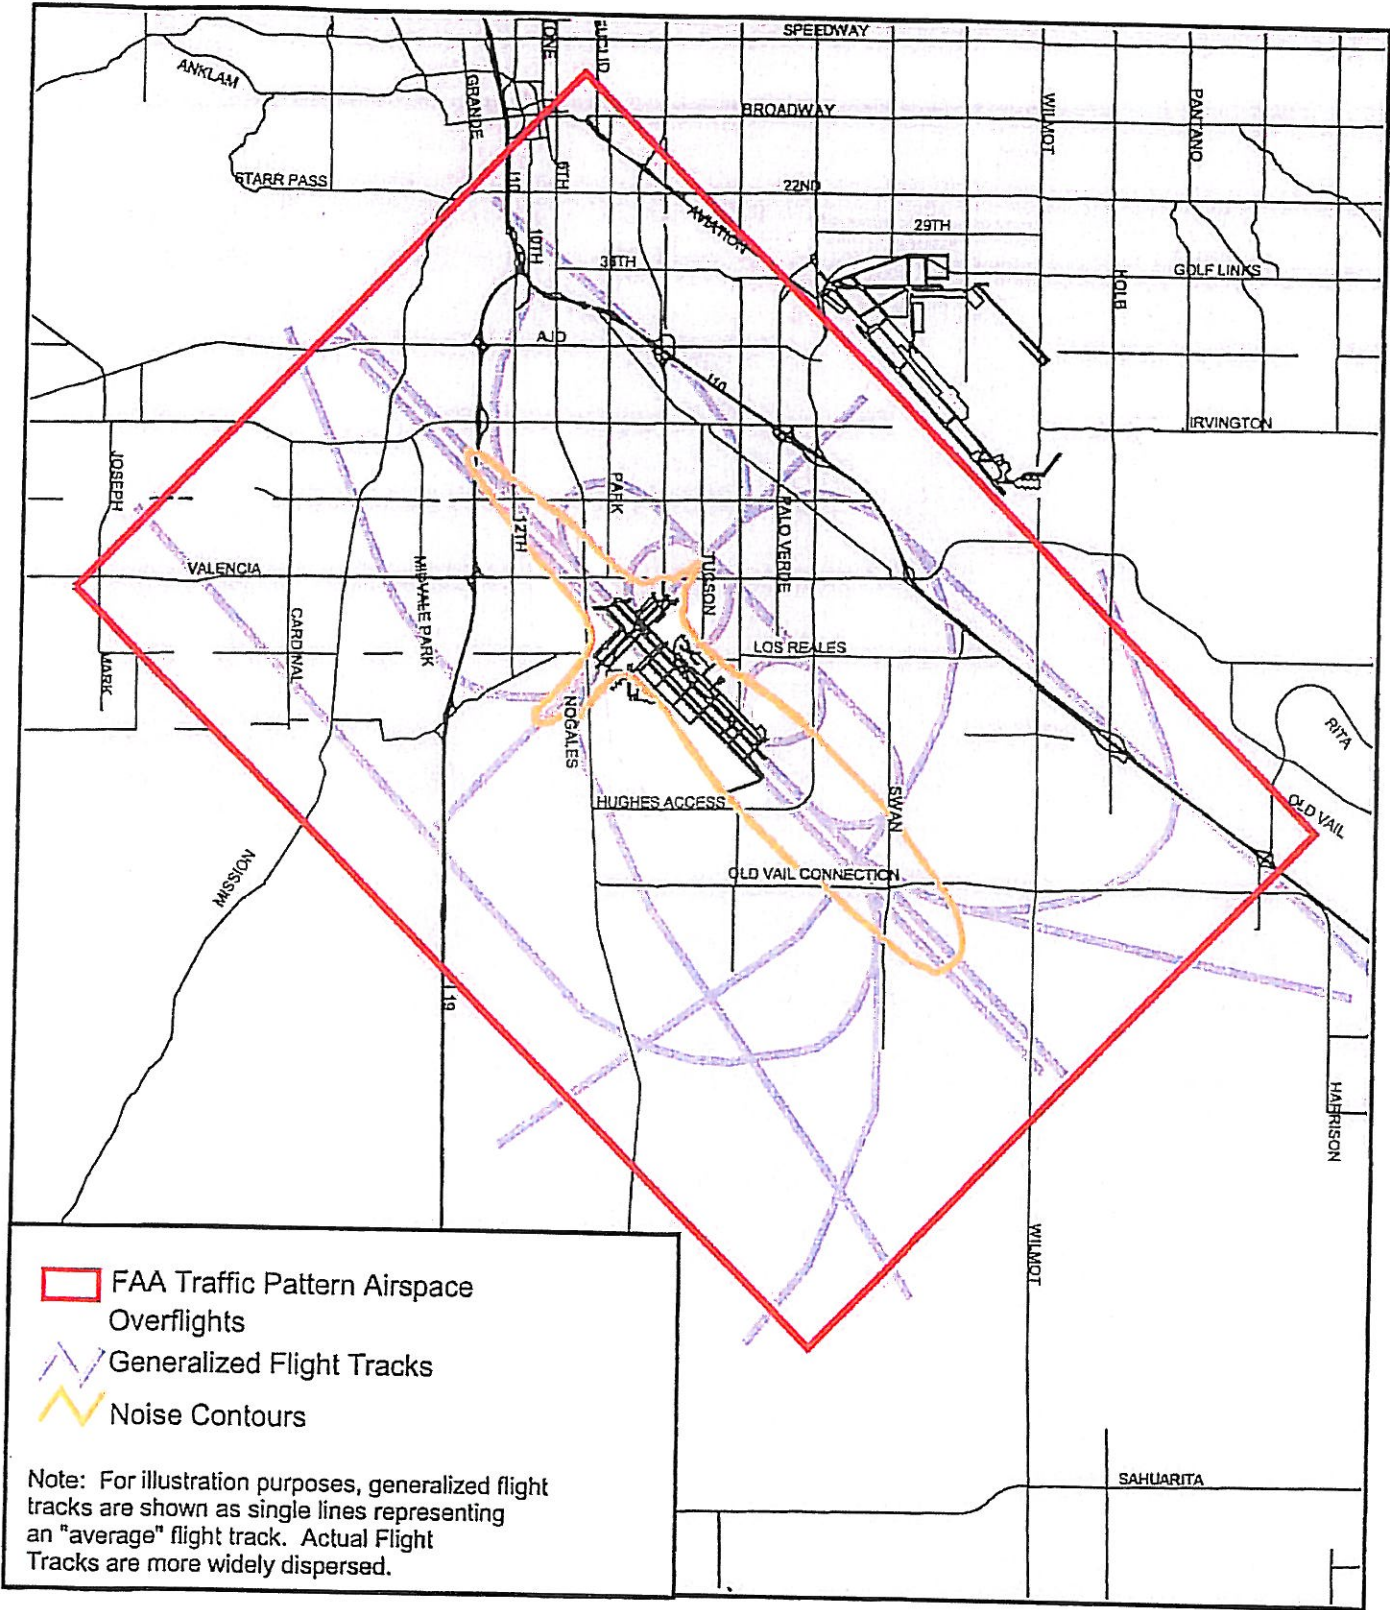 SPEEDWAY
ANKLAM
GRANDE
EUCLID
BROADWAY
WILMOT
PANTANO
STARR PASS
I10
6TH
22ND
AVIATION
29TH
10TH
36TH
GOLF LINKS
KOLB
AJO
I10
IRVINGTON
JOSEPH
PARK
PALO VERDE
12TH
VALENCIA
MIDVALE PARK
TUCSON
CARDINAL
MARK
LOS REALES
NOGALES
RITA
HUGHES ACCESS
SWAN
OLD VAIL
MISSION
OLD VAIL CONNECTION
I19
HARRISON
WILMOT
FAA Traffic Pattern Airspace
Overflights
Generalized Flight Tracks
Noise Contours
Note: For illustration purposes, generalized flight
tracks are shown as single lines representing
an "average" flight track. Actual Flight
Tracks are more widely dispersed.
SAHUARITA